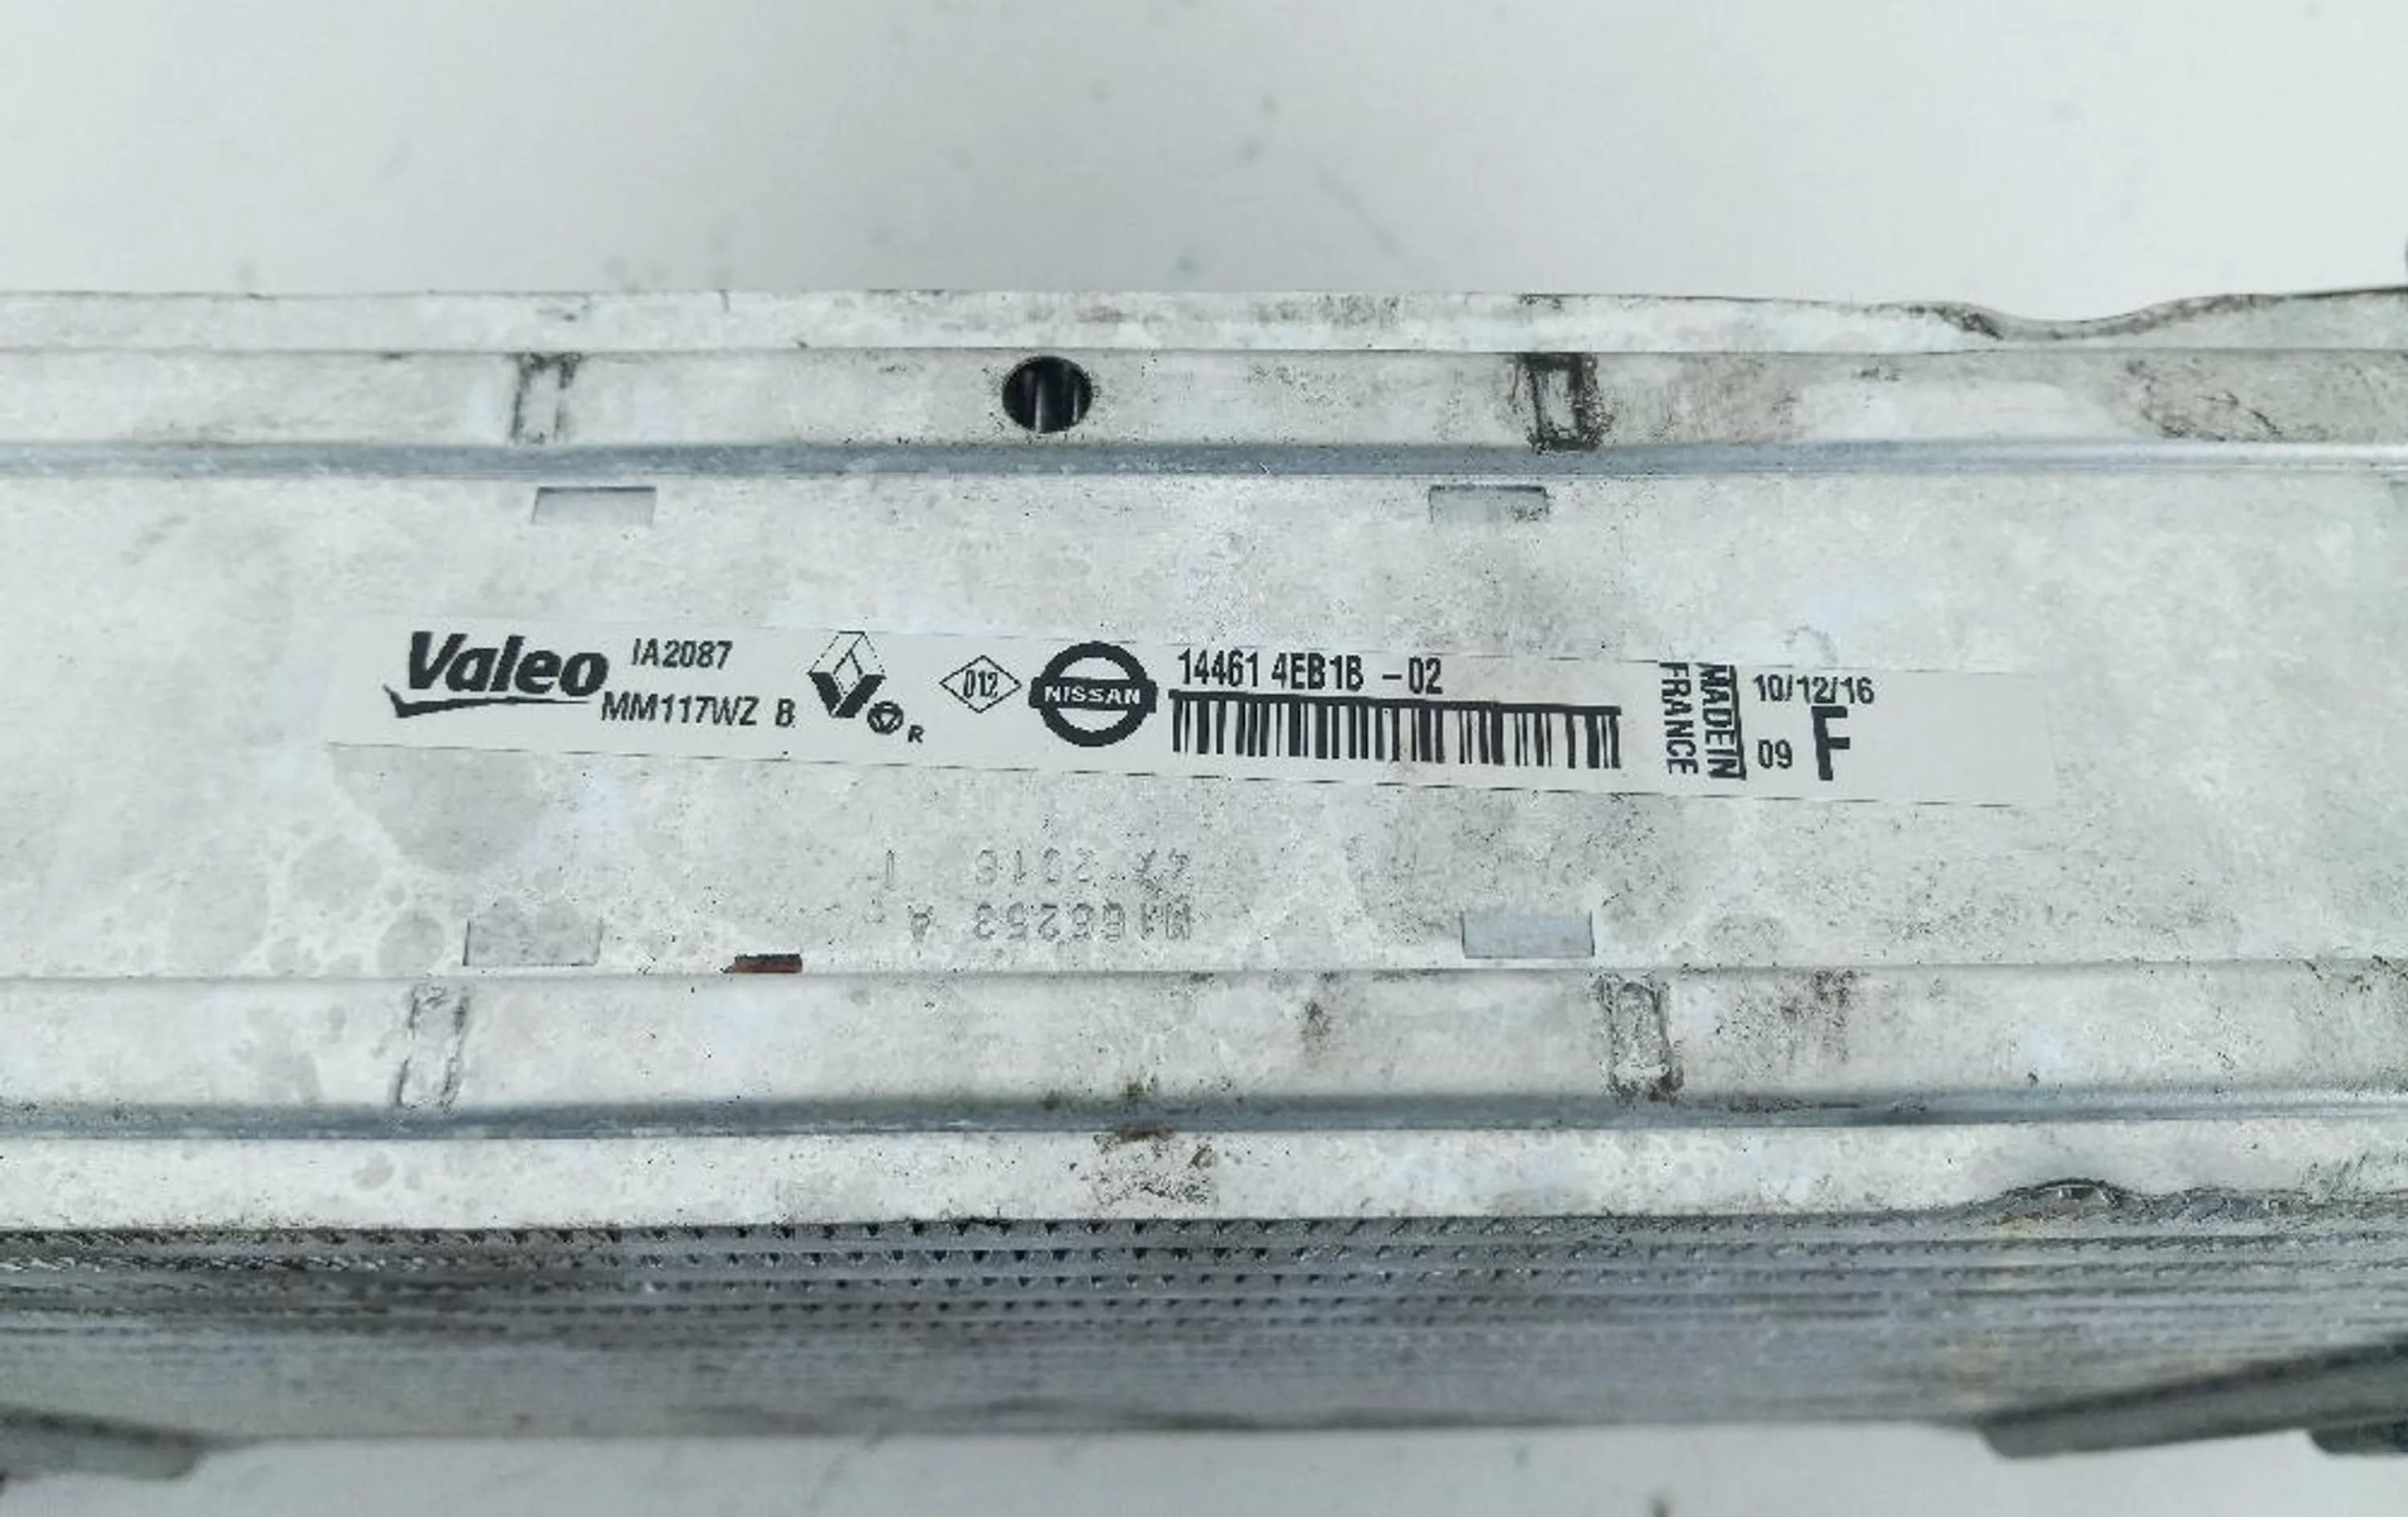 Valeo IA2087
MM117WZ B
R
012
NISSAN
14461 4EB1B -02
MADE IN
FRANCE
10/12/16
09 F